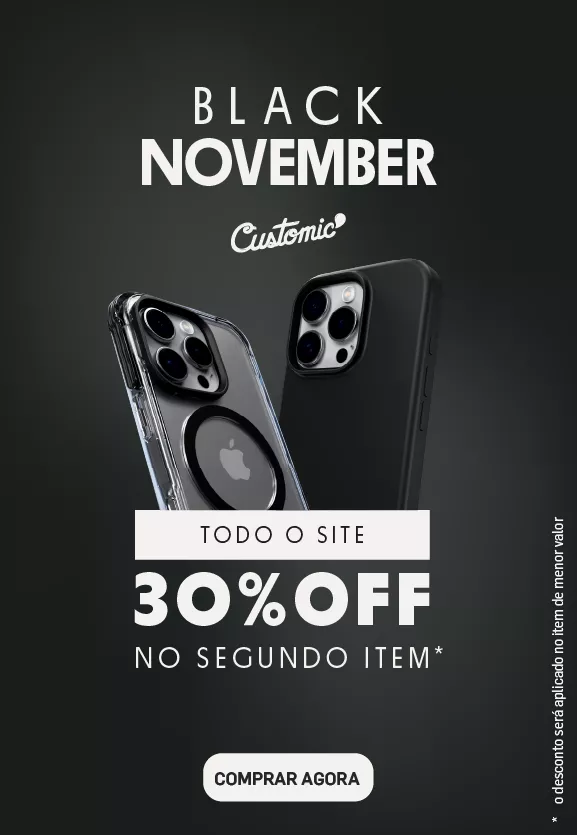 BLACK
NOVEMBER
Customic
TODO O SITE
30%OFF
NO SEGUNDO ITEM*
COMPRAR AGORA
* o desconto será aplicado no item de menor valor